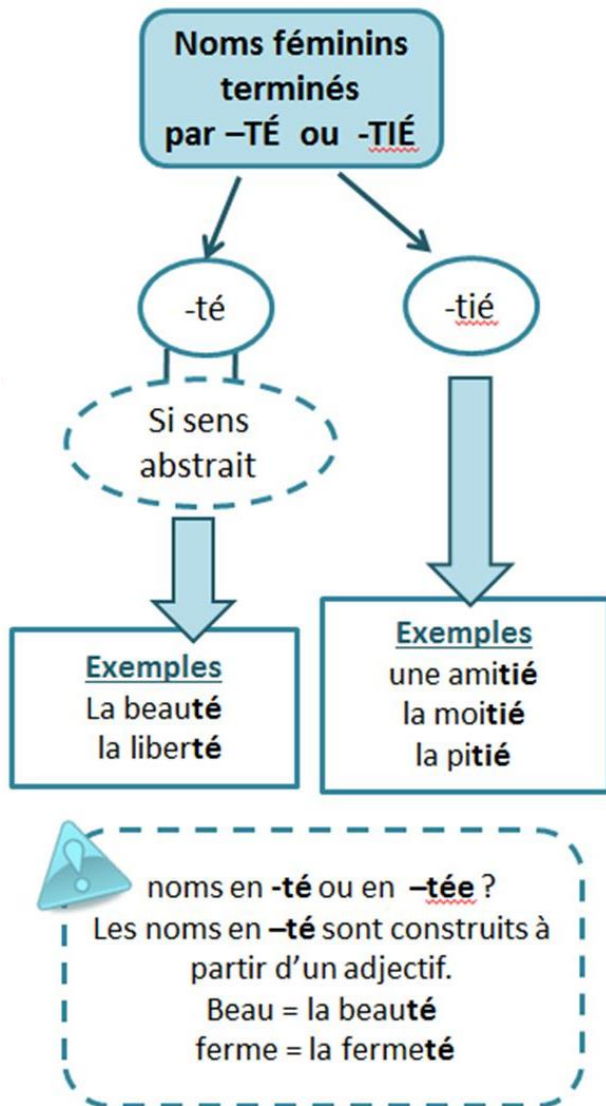 Noms féminins
terminés
par –TÉ ou -TIÉ
-té
-tié
Si sens
abstrait
Exemples
La beauté
la liberté
Exemples
une amitié
la moitié
la pitié
noms en -té ou en –tée ?
Les noms en –té sont construits à
partir d’un adjectif.
Beau = la beauté
ferme = la fermeté